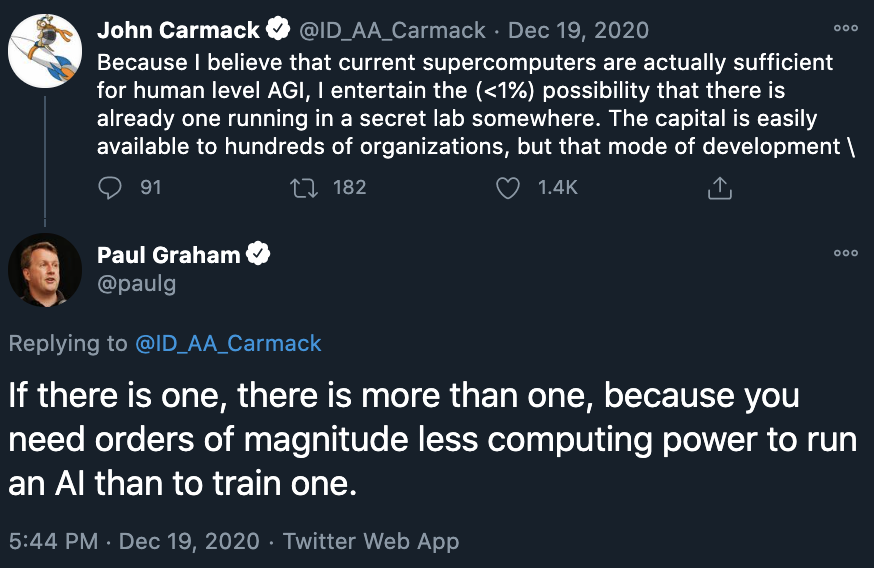 John Carmack @ID_AA_Carmack · Dec 19, 2020
Because I believe that current supercomputers are actually sufficient
for human level AGI, I entertain the (<1%) possibility that there is
already one running in a secret lab somewhere. The capital is easily
available to hundreds of organizations, but that mode of development \
91 182 1.4K
Paul Graham
@paulg
Replying to @ID_AA_Carmack
If there is one, there is more than one, because you
need orders of magnitude less computing power to run
an AI than to train one.
5:44 PM · Dec 19, 2020 · Twitter Web App